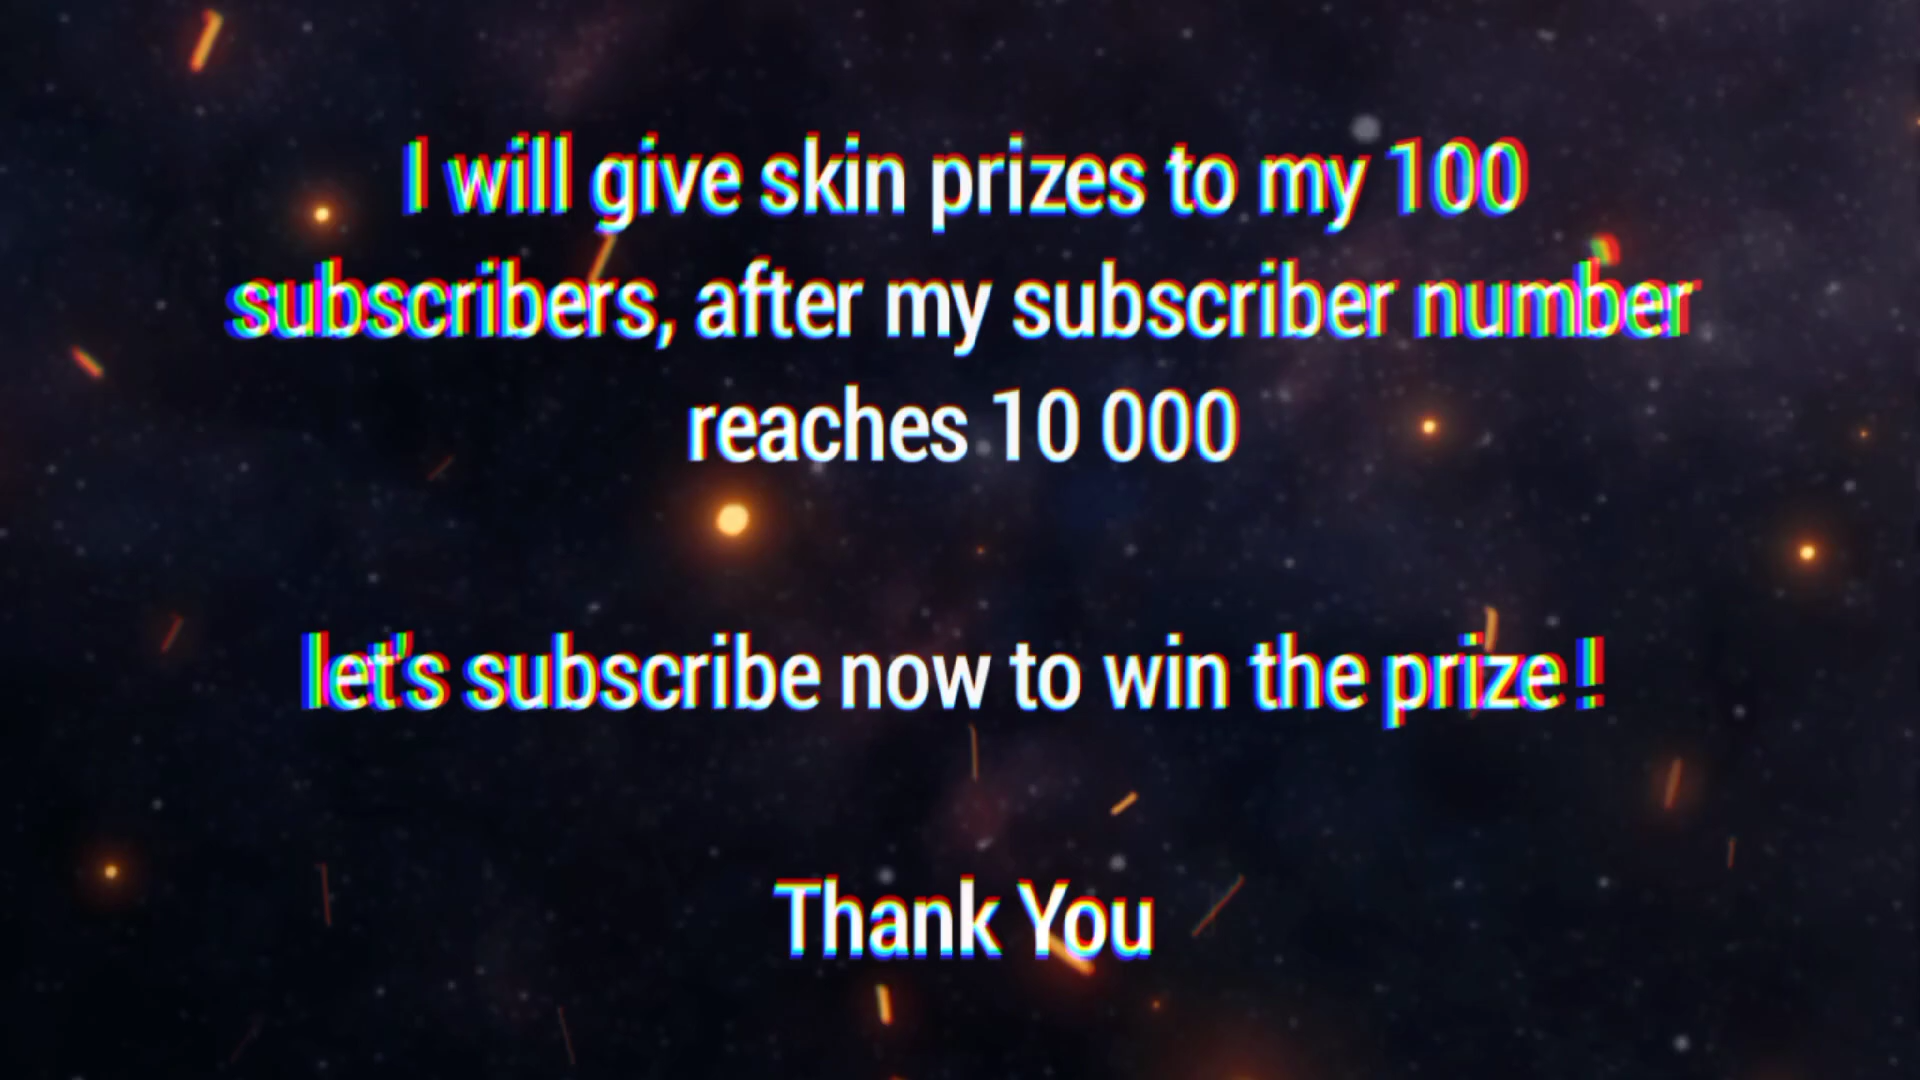 I will give skin prizes to my 100
subscribers, after my subscriber number
reaches 10 000
let's subscribe now to win the prize !
Thank You